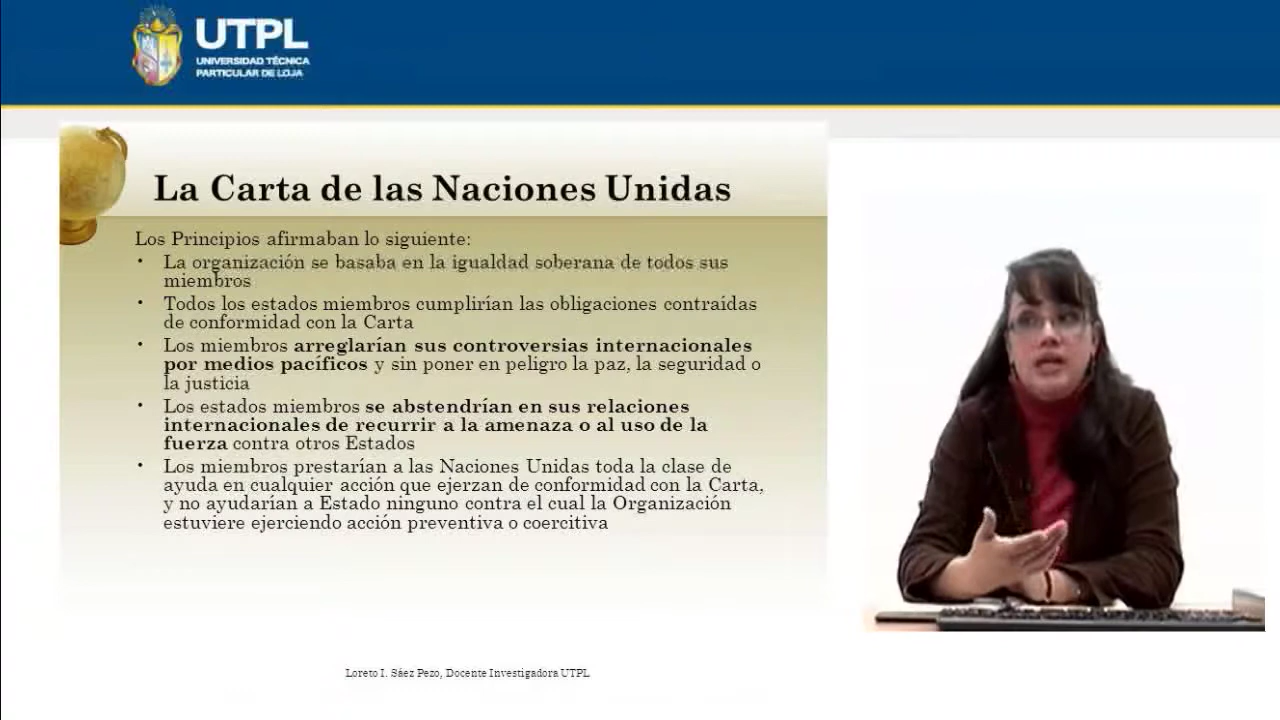 UTPL
UNIVERSIDAD TÉCNICA
PARTICULAR DE LOJA
La Carta de las Naciones Unidas
Los Principios afirmaban lo siguiente:
• La organización se basaba en la igualdad soberana de todos sus
miembros
• Todos los estados miembros cumplirían las obligaciones contraídas
de conformidad con la Carta
• Los miembros arreglarían sus controversias internacionales
por medios pacíficos y sin poner en peligro la paz, la seguridad o
la justicia
• Los estados miembros se abstendrían en sus relaciones
internacionales de recurrir a la amenaza o al uso de la
fuerza contra otros Estados
• Los miembros prestarían a las Naciones Unidas toda la clase de
ayuda en cualquier acción que ejerzan de conformidad con la Carta,
y no ayudarían a Estado ninguno contra el cual la Organización
estuviere ejerciendo acción preventiva o coercitiva
Loreto I. Sáez Pezo, Docente Investigadora UTPL